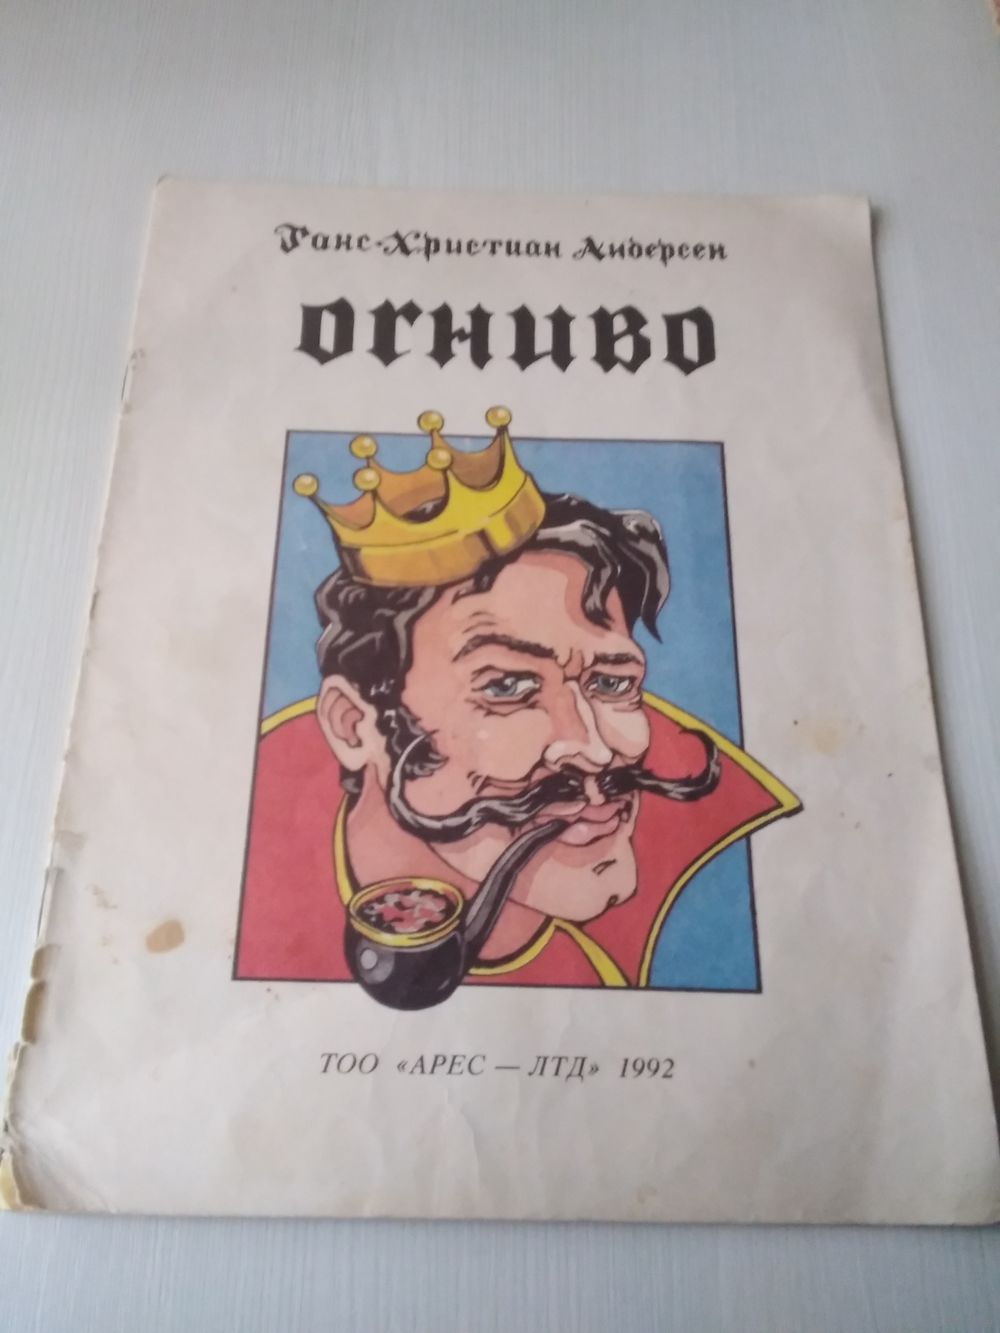 Ганс-Христиан Андерсен
ОГНИВО
ТОО «АРЕС — ЛТД» 1992